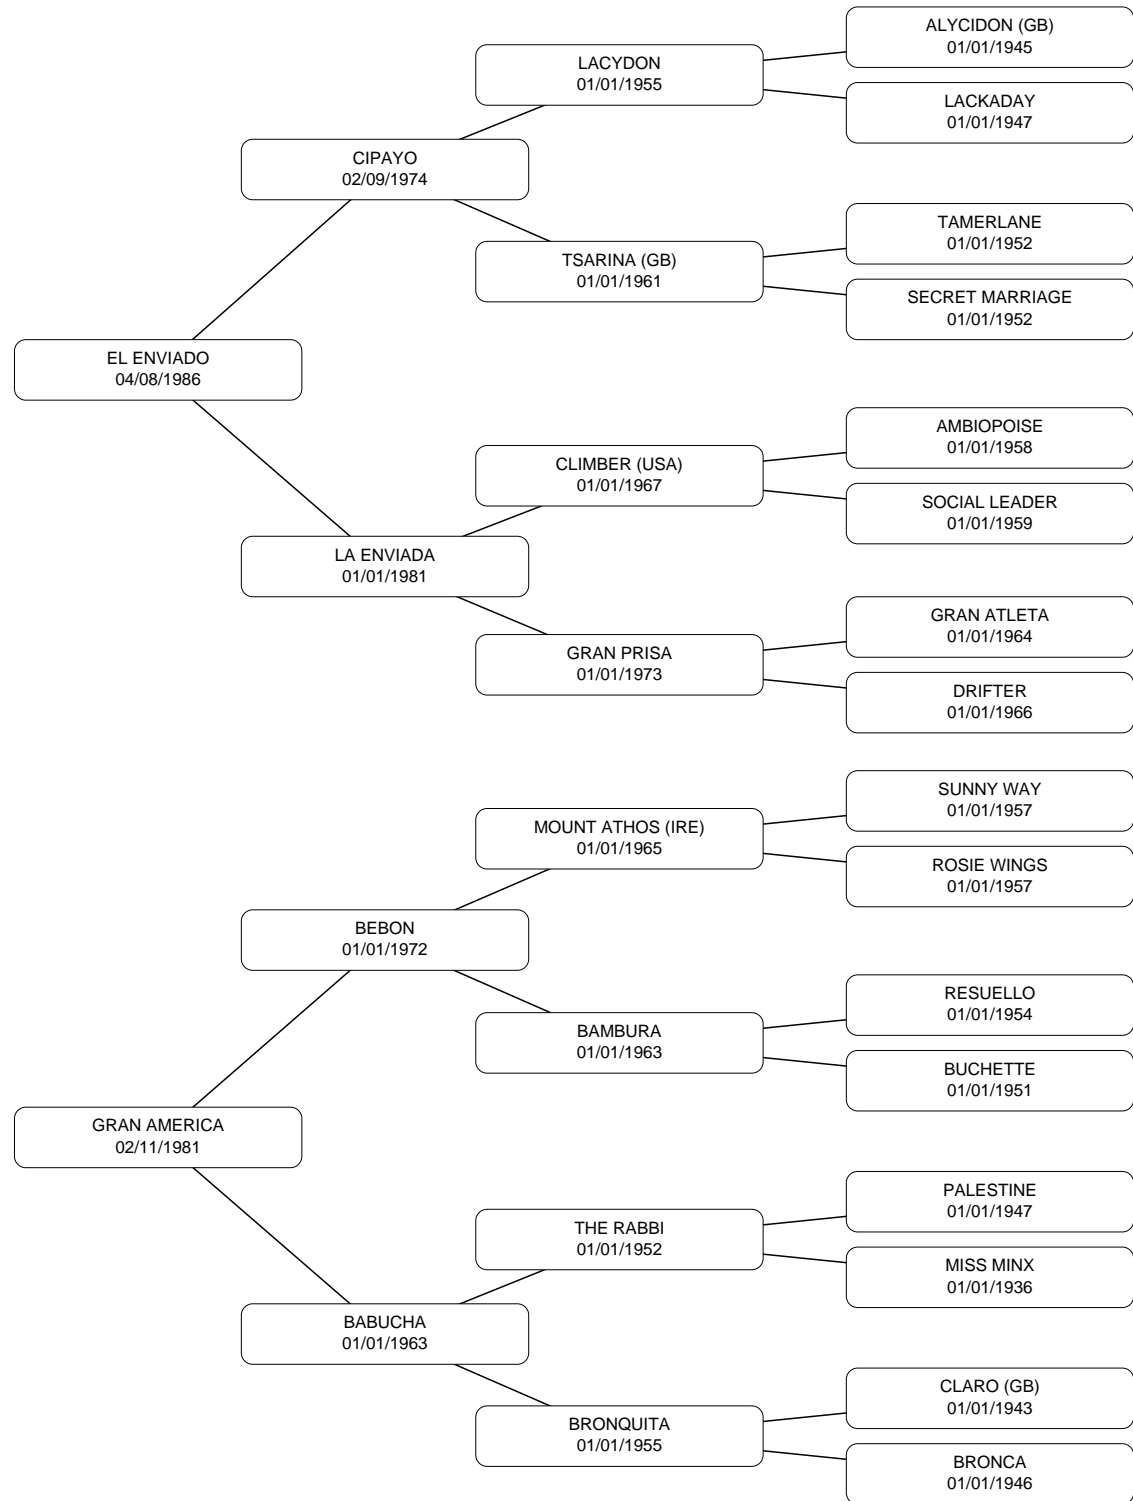 ALYCIDON (GB)
01/01/1945
LACYDON
01/01/1955
LACKADAY
01/01/1947
CIPAYO
02/09/1974
TAMERLANE
01/01/1952
TSARINA (GB)
01/01/1961
SECRET MARRIAGE
01/01/1952
EL ENVIADO
04/08/1986
AMBIOPOISE
01/01/1958
CLIMBER (USA)
01/01/1967
SOCIAL LEADER
01/01/1959
LA ENVIADA
01/01/1981
GRAN ATLETA
01/01/1964
GRAN PRISA
01/01/1973
DRIFTER
01/01/1966
SUNNY WAY
01/01/1957
MOUNT ATHOS (IRE)
01/01/1965
ROSIE WINGS
01/01/1957
BEBON
01/01/1972
RESUELLO
01/01/1954
BAMBURA
01/01/1963
BUCHETTE
01/01/1951
GRAN AMERICA
02/11/1981
PALESTINE
01/01/1947
THE RABBI
01/01/1952
MISS MINX
01/01/1936
BABUCHA
01/01/1963
CLARO (GB)
01/01/1943
BRONQUITA
01/01/1955
BRONCA
01/01/1946